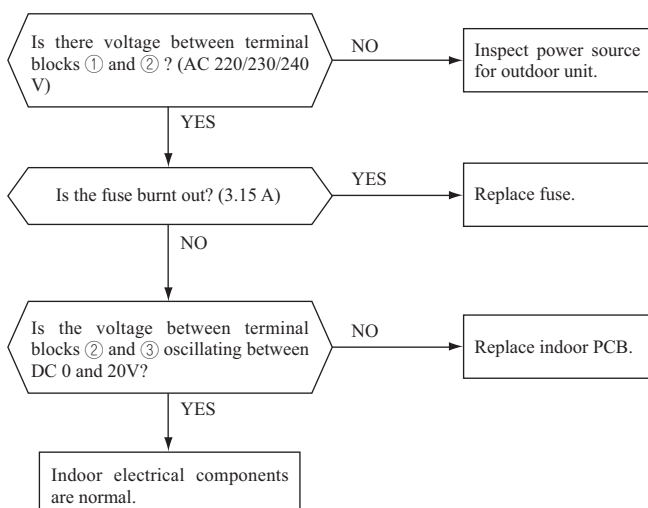 Is there voltage between terminal
blocks ① and ② ? (AC 220/230/240
V)
NO
Inspect power source
for outdoor unit.
YES
Is the fuse burnt out? (3.15 A)
YES
Replace fuse.
NO
Is the voltage between terminal
blocks ② and ③ oscillating between
DC 0 and 20V?
NO
Replace indoor PCB.
YES
Indoor electrical components
are normal.